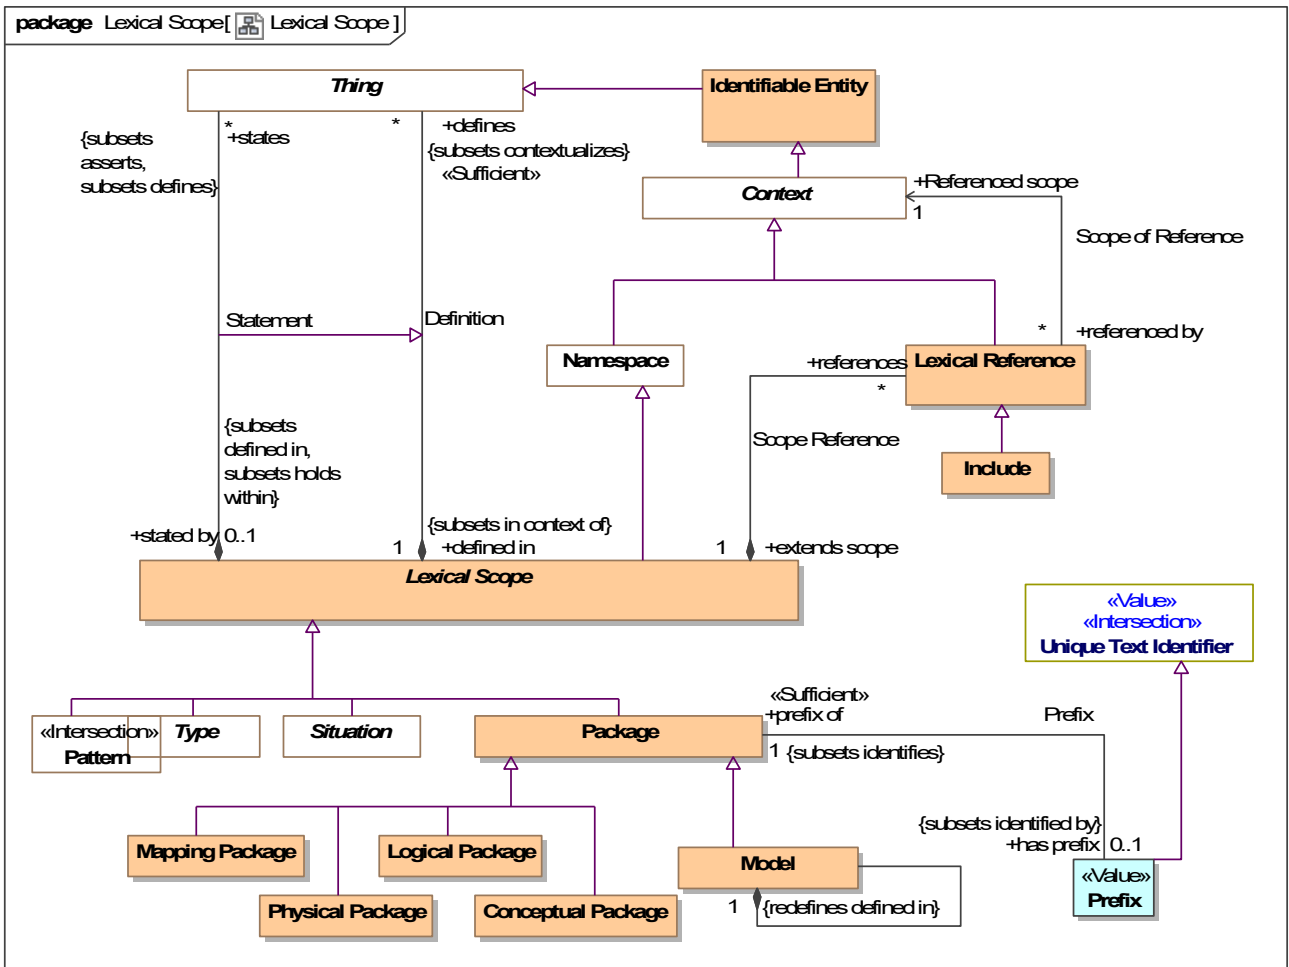 package Lexical Scope[ Lexical Scope ]
Thing
Identifiable Entity
{subsets
asserts,
subsets defines}
*
+states
*
+defines
{subsets contextualizes}
«Sufficient»
Context
+Referenced scope
1
Scope of Reference
Statement
Definition
*
+referenced by
Namespace
+references
*
Lexical Reference
Scope Reference
Include
{subsets
defined in,
subsets holds
within}
+stated by 0..1
{subsets in context of}
1
+defined in
1
+extends scope
Lexical Scope
«Value»
«Intersection»
Unique Text Identifier
«Intersection»
Pattern
Type
Situation
Package
«Sufficient»
+prefix of
1 {subsets identifies}
Prefix
Mapping Package
Logical Package
Physical Package
Conceptual Package
Model
1
{redefines defined in}
{subsets identified by}
+has prefix
0..1
«Value»
Prefix